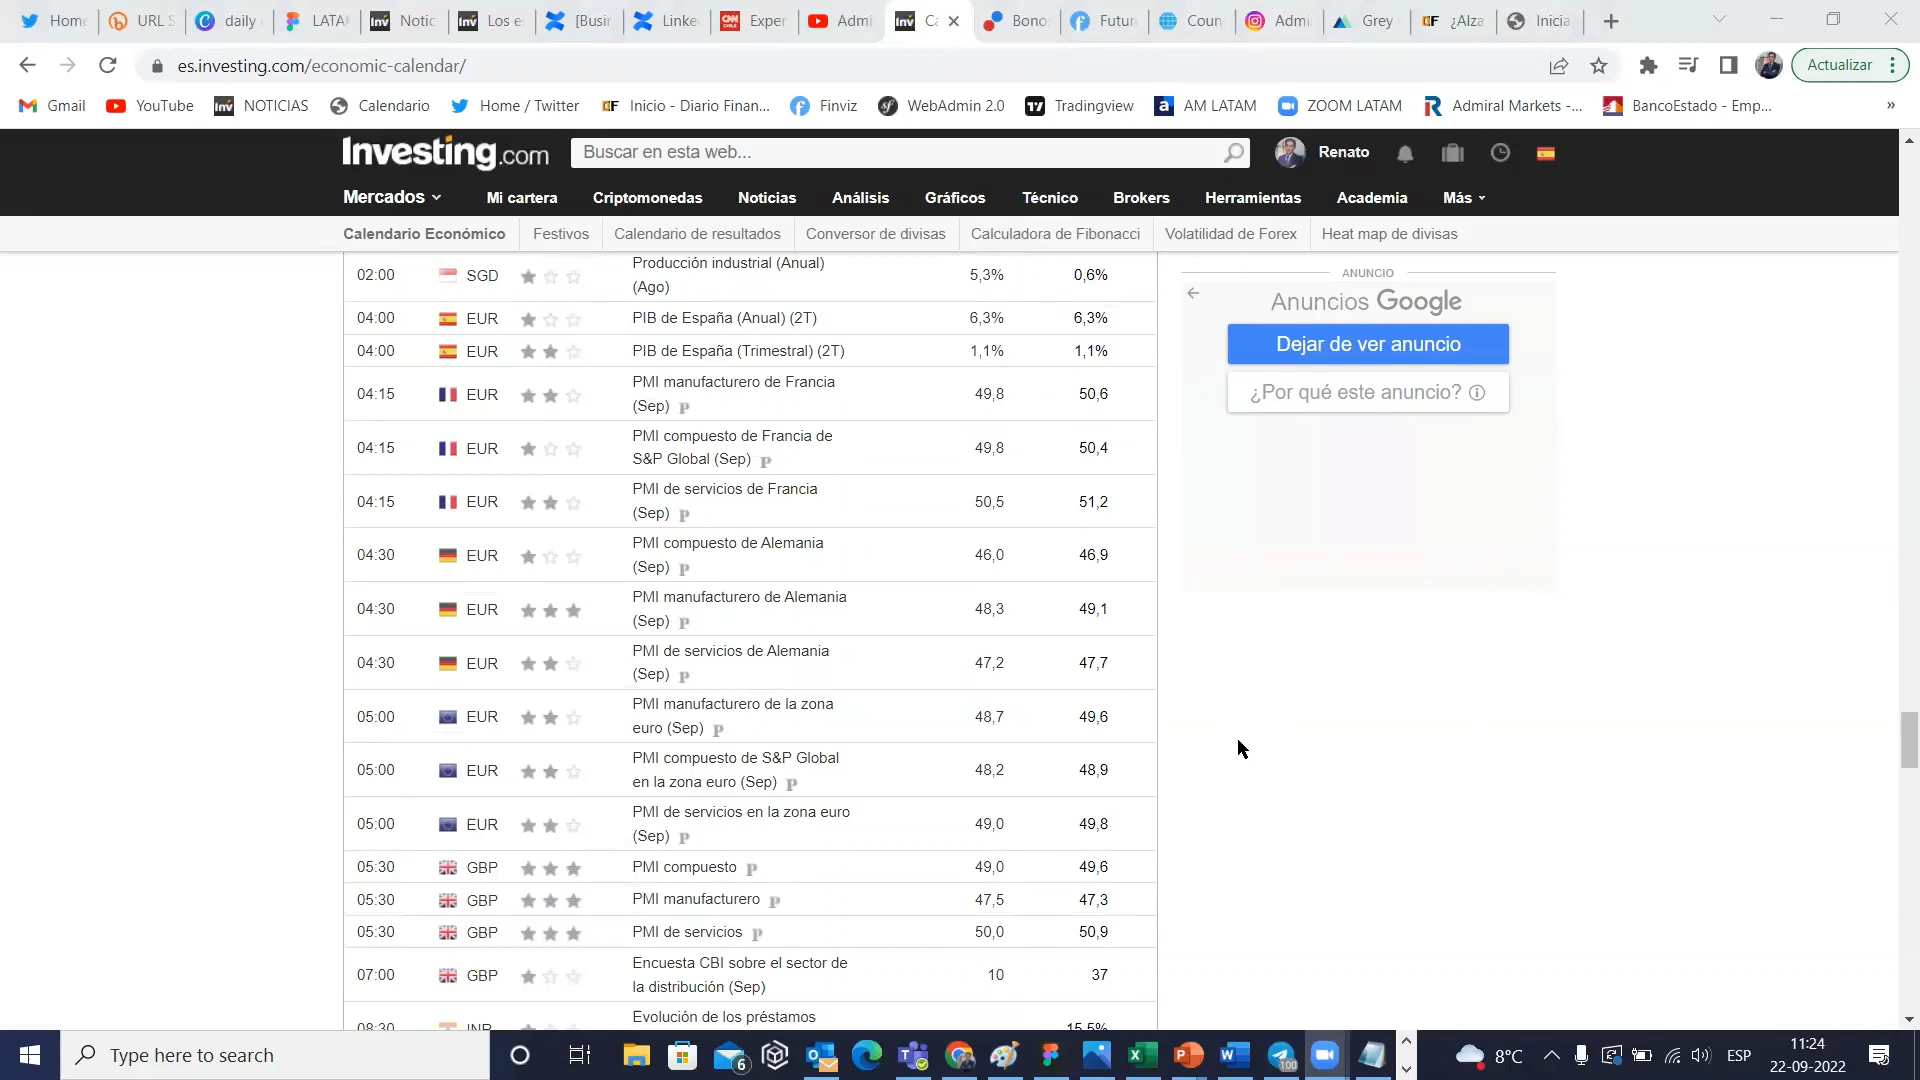 Home
URL S
daily
LATAM
Notic
Los e
[Busin
Linke
Exper
Admi
Ca
Bono
Futur
Coun
Admi
Grey
¿Alza
Inicia
es.investing.com/economic-calendar/
Actualizar
Gmail
YouTube
NOTICIAS
Calendario
Home / Twitter
Inicio - Diario Finan...
Finviz
WebAdmin 2.0
Tradingview
AM LATAM
ZOOM LATAM
Admiral Markets -...
BancoEstado - Emp...
»
Investing.com
Buscar en esta web...
Renato
Mercados
Mi cartera
Criptomonedas
Noticias
Análisis
Gráficos
Técnico
Brokers
Herramientas
Academia
Más
Calendario Económico
Festivos
Calendario de resultados
Conversor de divisas
Calculadora de Fibonacci
Volatilidad de Forex
Heat map de divisas
02:00 SGD Producción industrial (Anual) 5,3% 0,6%
(Ago)
04:00 EUR PIB de España (Anual) (2T) 6,3% 6,3%
04:00 EUR PIB de España (Trimestral) (2T) 1,1% 1,1%
04:15 EUR PMI manufacturero de Francia 49,8 50,6
(Sep) P
04:15 EUR PMI compuesto de Francia de 49,8 50,4
S&P Global (Sep) P
04:15 EUR PMI de servicios de Francia 50,5 51,2
(Sep) P
04:30 EUR PMI compuesto de Alemania 46,0 46,9
(Sep) P
04:30 EUR PMI manufacturero de Alemania 48,3 49,1
(Sep) P
04:30 EUR PMI de servicios de Alemania 47,2 47,7
(Sep) P
05:00 EUR PMI manufacturero de la zona 48,7 49,6
euro (Sep) P
05:00 EUR PMI compuesto de S&P Global 48,2 48,9
en la zona euro (Sep) P
05:00 EUR PMI de servicios en la zona euro 49,0 49,8
(Sep) P
05:30 GBP PMI compuesto P 49,0 49,6
05:30 GBP PMI manufacturero P 47,5 47,3
05:30 GBP PMI de servicios P 50,0 50,9
07:00 GBP Encuesta CBI sobre el sector de 10 37
la distribución (Sep)
08:30 INR Evolución de los préstamos 15,5%
ANUNCIO
Anuncios Google
Dejar de ver anuncio
¿Por qué este anuncio?
Type here to search
6
100
8°C
ESP
11:24
22-09-2022